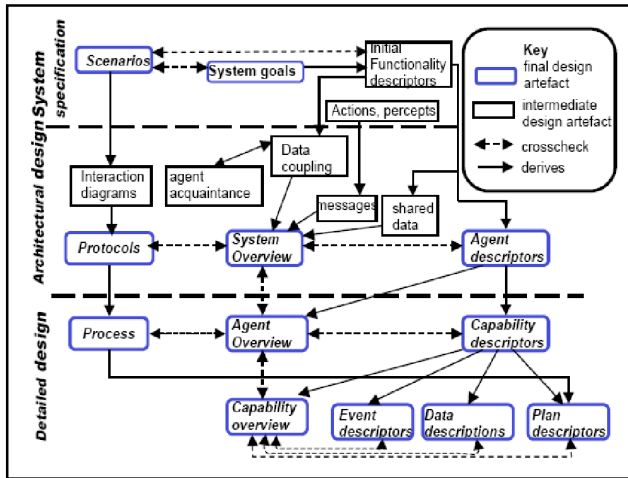 System
specification
Architectural design
Detailed design
Scenarios
System goals
Initial
Functionality
descriptors
Actions, percepts
Key
final design
artefact
intermediate
design artefact
crosscheck
derives
Interaction
diagrams
agent
acquaintance
Data
coupling
messages
shared
data
Protocols
System
Overview
Agent
descriptors
Process
Agent
Overview
Capability
descriptors
Capability
overview
Event
descriptors
Data
descriptions
Plan
descriptors